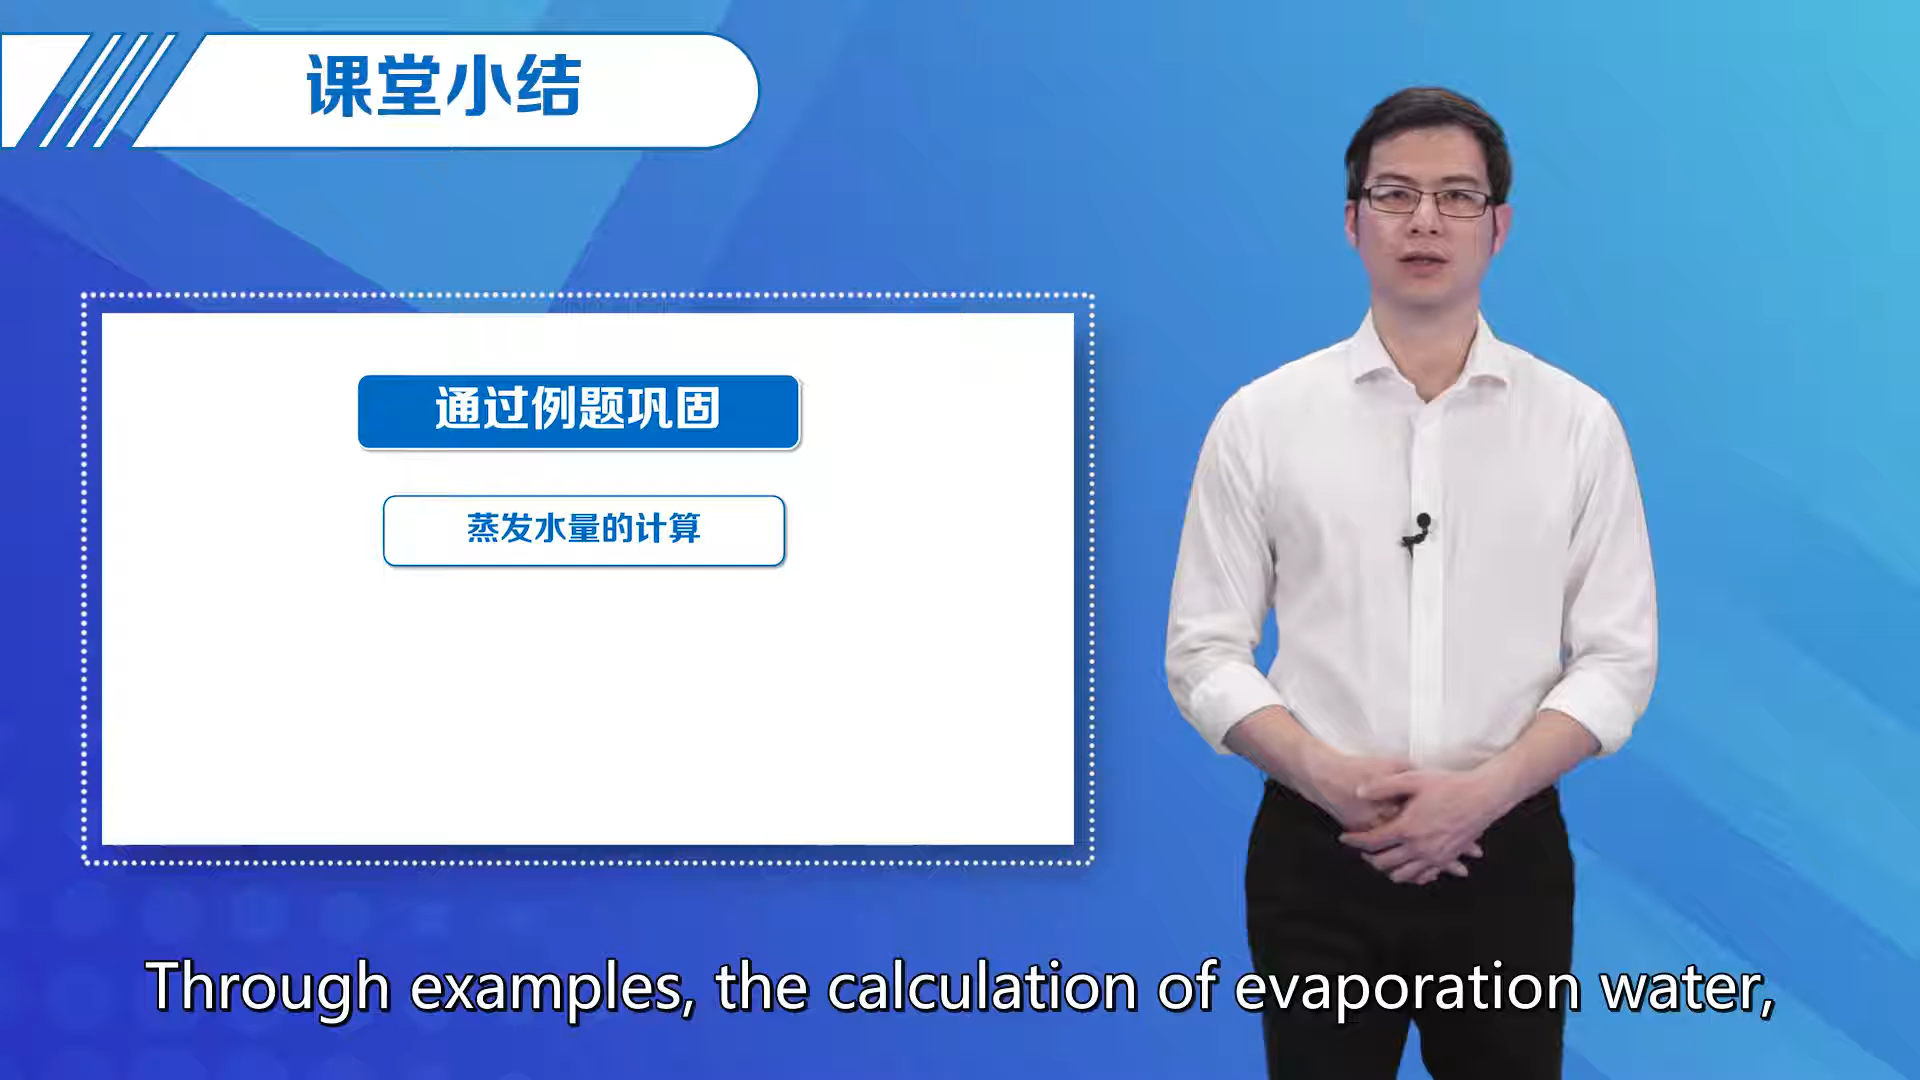 课堂小结
通过例题巩固
蒸发水量的计算
Through examples, the calculation of evaporation water,